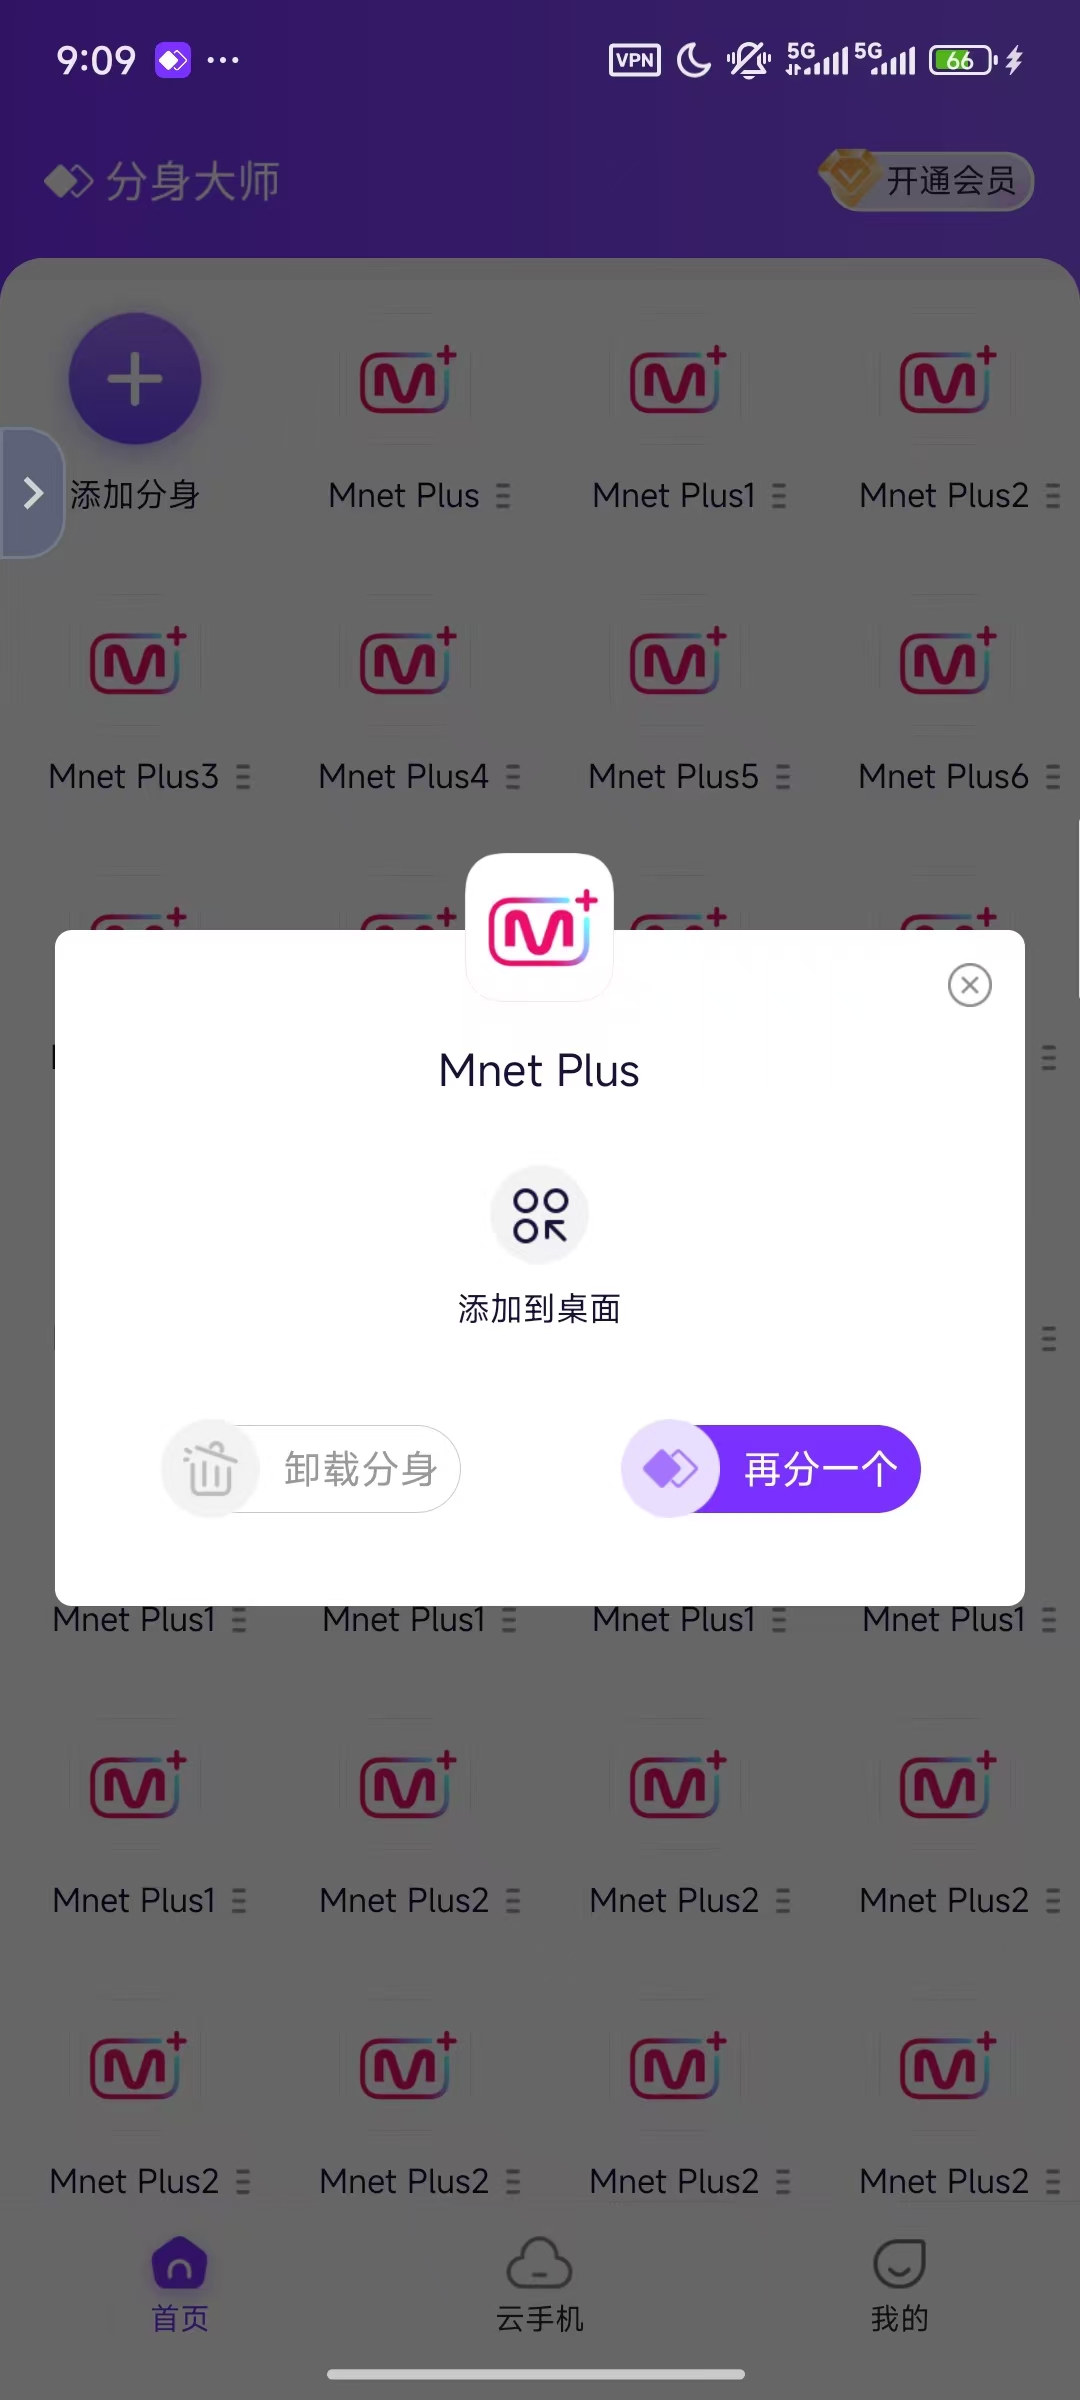 9:09
VPN 5G 5G 66
分身大师
开通会员
添加分身
Mnet Plus
Mnet Plus1
Mnet Plus2
Mnet Plus3
Mnet Plus4
Mnet Plus5
Mnet Plus6
Mnet Plus
添加到桌面
卸载分身
再分一个
Mnet Plus1
Mnet Plus1
Mnet Plus1
Mnet Plus1
Mnet Plus1
Mnet Plus2
Mnet Plus2
Mnet Plus2
Mnet Plus2
Mnet Plus2
Mnet Plus2
Mnet Plus2
首页
云手机
我的